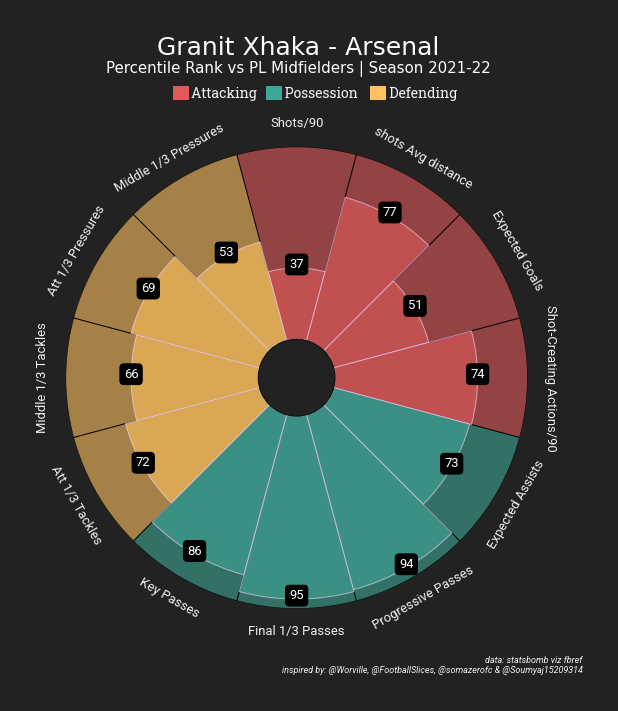 Granit Xhaka - Arsenal
Percentile Rank vs PL Midfielders | Season 2021-22
Attacking Possession Defending
Shots/90
shots Avg distance
Expected Goals
Shot-Creating Actions/90
Expected Assists
Progressive Passes
Final 1/3 Passes
Key Passes
Att 1/3 Tackles
Middle 1/3 Tackles
Att 1/3 Pressures
Middle 1/3 Pressures
37
77
51
74
73
94
95
86
72
66
69
53
data: statsbomb viz fbref
inspired by: @Worville, @FootballSlices, @somazerofc & @Soumyaj15209314